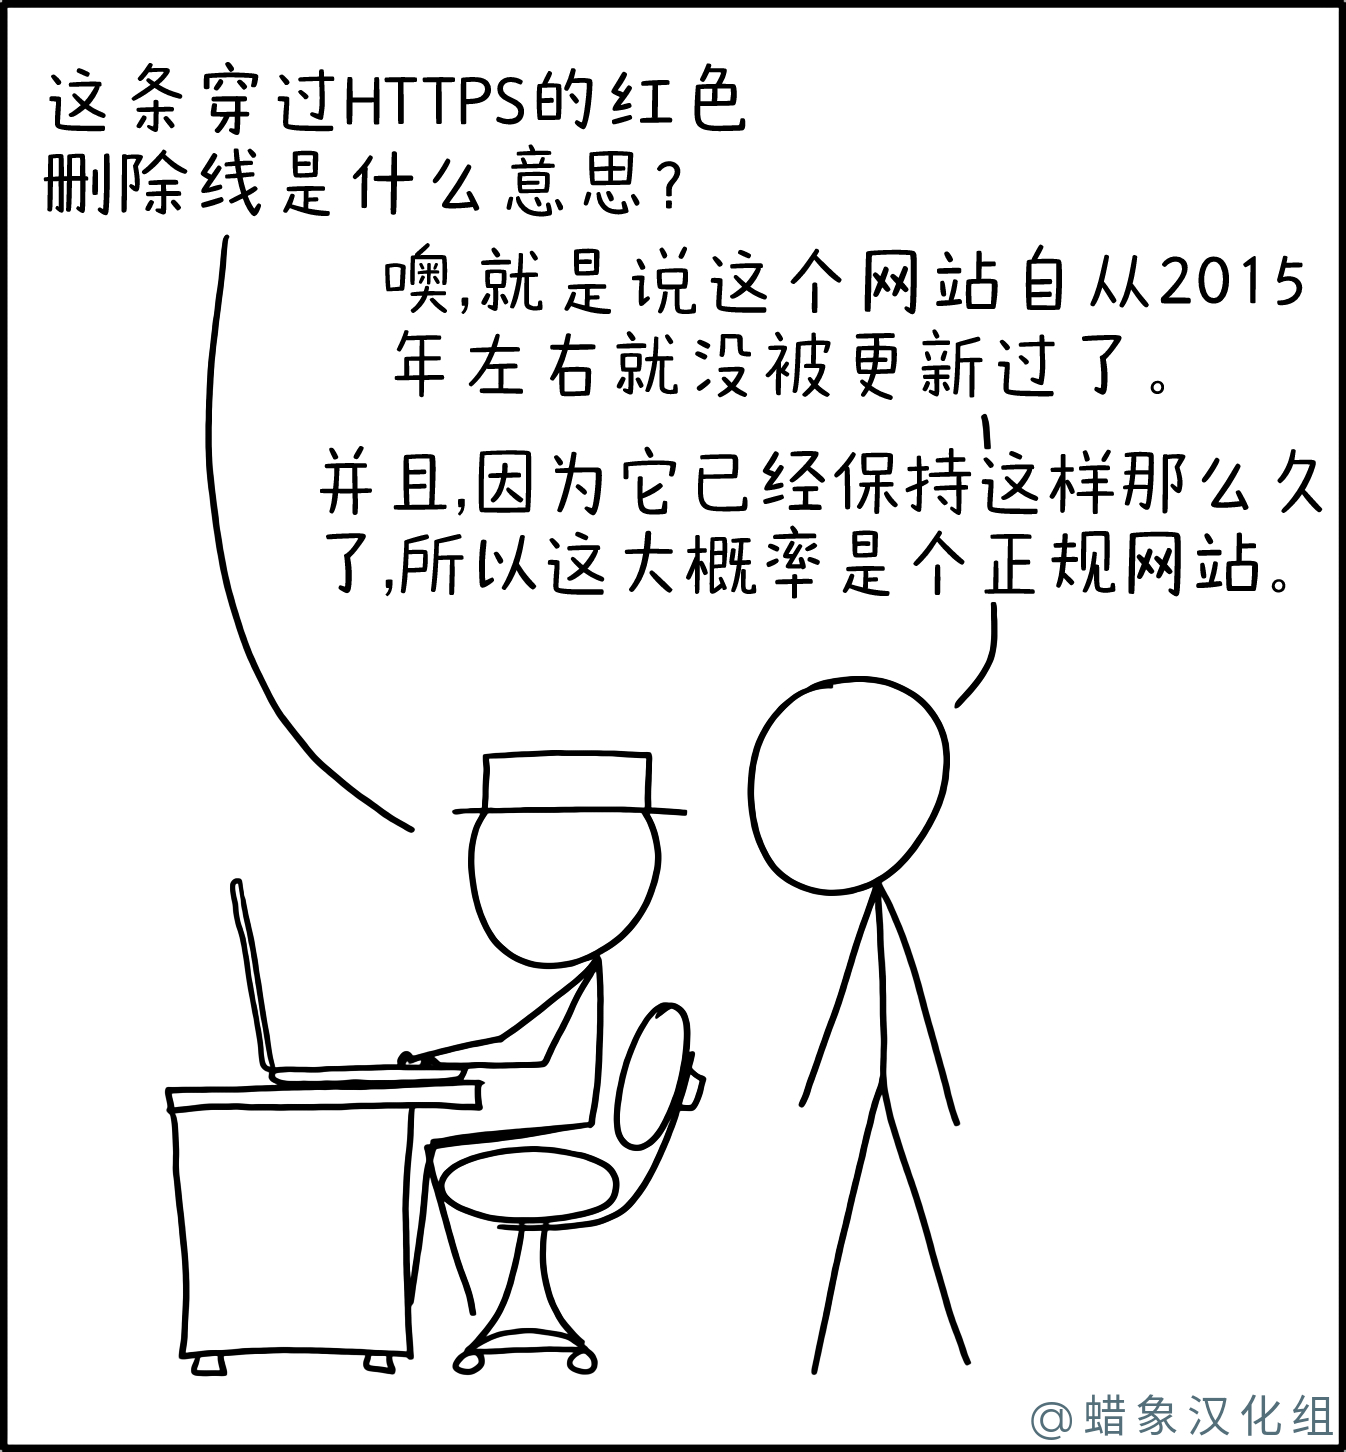 这条穿过HTTPS的红色
删除线是什么意思?
噢,就是说这个网站自从2015
年左右就没被更新过了。
并且,因为它已经保持这样那么久
了,所以这大概率是个正规网站。
@蜡象汉化组